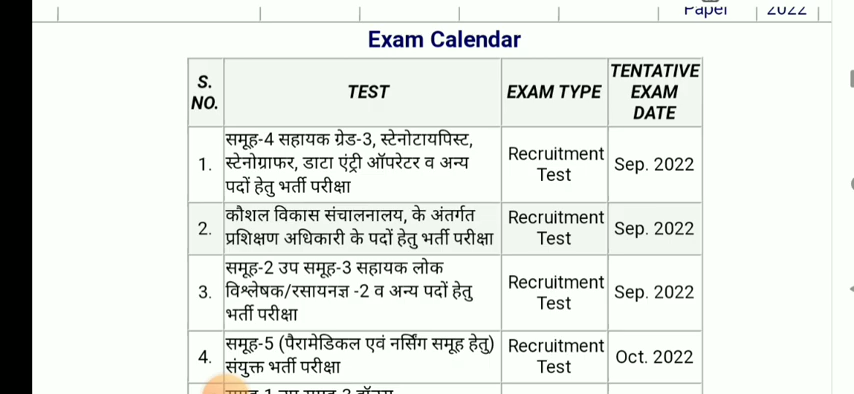 Paper 2022
Exam Calendar
S. NO. TEST EXAM TYPE TENTATIVE EXAM DATE
1. समूह-4 सहायक ग्रेड-3, स्टेनोटायपिस्ट,
स्टेनोग्राफर, डाटा एंट्री ऑपरेटर व अन्य
पदों हेतु भर्ती परीक्षा
Recruitment
Test
Sep. 2022
2. कौशल विकास संचालनालय, के अंतर्गत
प्रशिक्षण अधिकारी के पदों हेतु भर्ती परीक्षा
Recruitment
Test
Sep. 2022
3. समूह-2 उप समूह-3 सहायक लोक
विश्लेषक/रसायनज्ञ -2 व अन्य पदों हेतु
भर्ती परीक्षा
Recruitment
Test
Sep. 2022
4. समूह-5 (पैरामेडिकल एवं नर्सिंग समूह हेतु)
संयुक्त भर्ती परीक्षा
Recruitment
Test
Oct. 2022